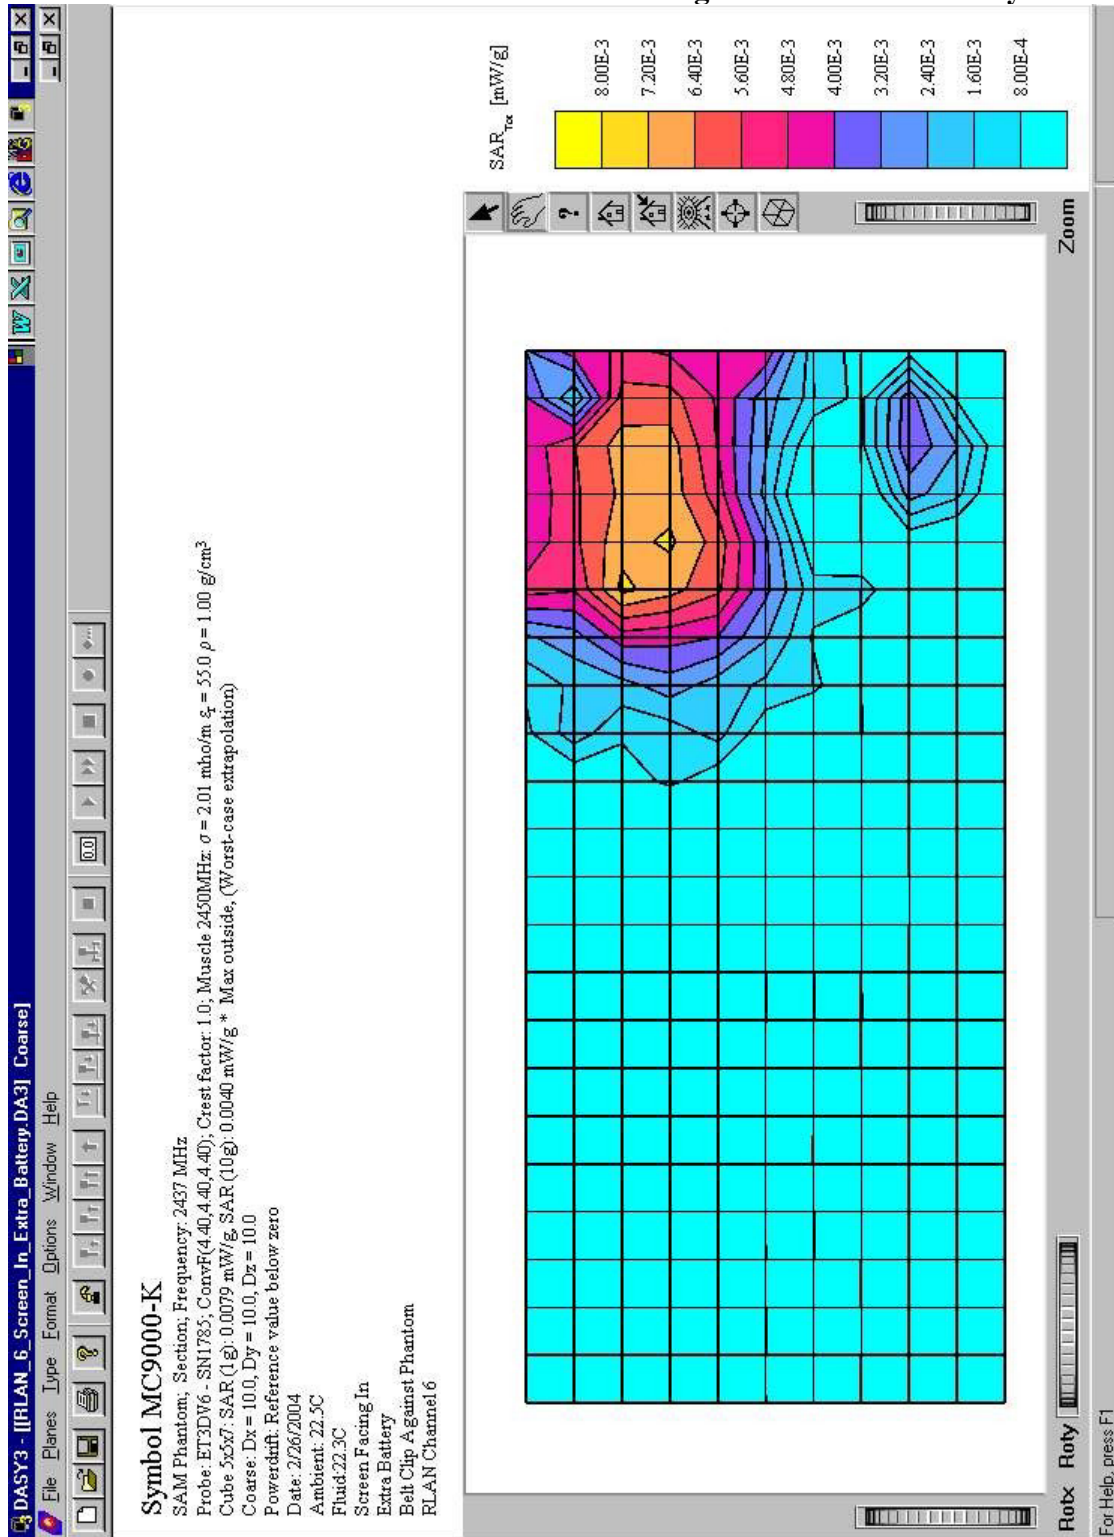 DASY3 - [[RLAN_6_Screen_In_Extra_Battery.DA3]  Coarse]
File Planes Type Format Options Window Help
0.0
Symbol MC9000-K
SAM Phantom;  Section; Frequency: 2437 MHz
Probe: ET3DV6 - SN1785; ConvF(4.40,4.40,4.40); Crest factor: 1.0; Muscle 2450MHz: σ = 2.01 mho/m εr = 55.0 ρ = 1.00 g/cm³
Cube 5x5x7: SAR (1g): 0.0079 mW/g, SAR (10g): 0.0040 mW/g * Max outside, (Worst-case extrapolation)
Coarse: Dx = 10.0, Dy = 10.0, Dz = 10.0
Powerdrift: Reference value below zero
Date: 2/26/2004
Ambient: 22.5C
Fluid:22.3C
Screen Facing In
Extra Battery
Belt Clip Against Phantom
RLAN Channel 6
SARTot [mW/g]
8.00E-3
7.20E-3
6.40E-3
5.60E-3
4.80E-3
4.00E-3
3.20E-3
2.40E-3
1.60E-3
8.00E-4
Rotx Roty Zoom
For Help, press F1